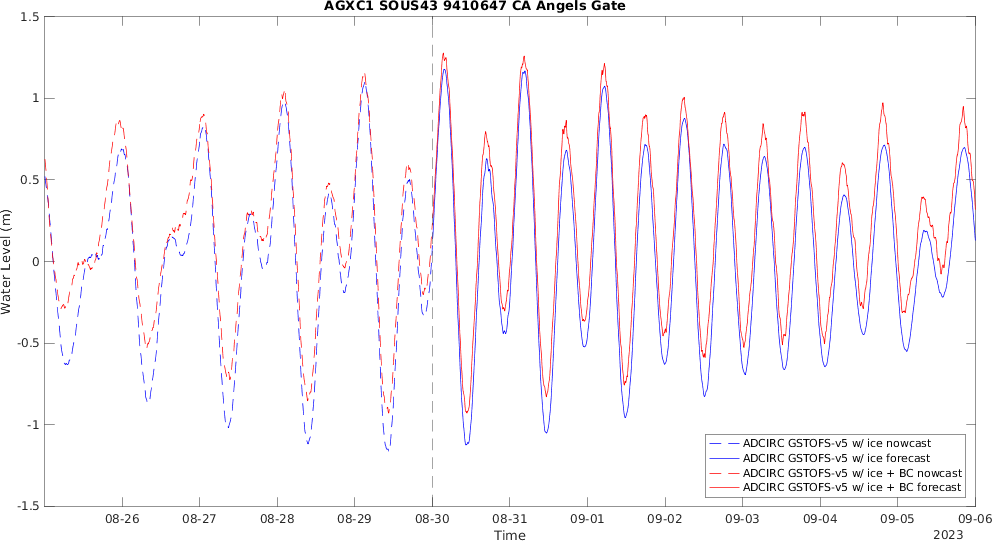 AGXC1 SOUS43 9410647 CA Angels Gate
1.5
1
0.5
0
-0.5
-1
-1.5
Water Level (m)
ADCIRC GSTOFS-v5 w/ ice nowcast
ADCIRC GSTOFS-v5 w/ ice forecast
ADCIRC GSTOFS-v5 w/ ice + BC nowcast
ADCIRC GSTOFS-v5 w/ ice + BC forecast
08-26 08-27 08-28 08-29 08-30 08-31 09-01 09-02 09-03 09-04 09-05 09-06
Time
2023